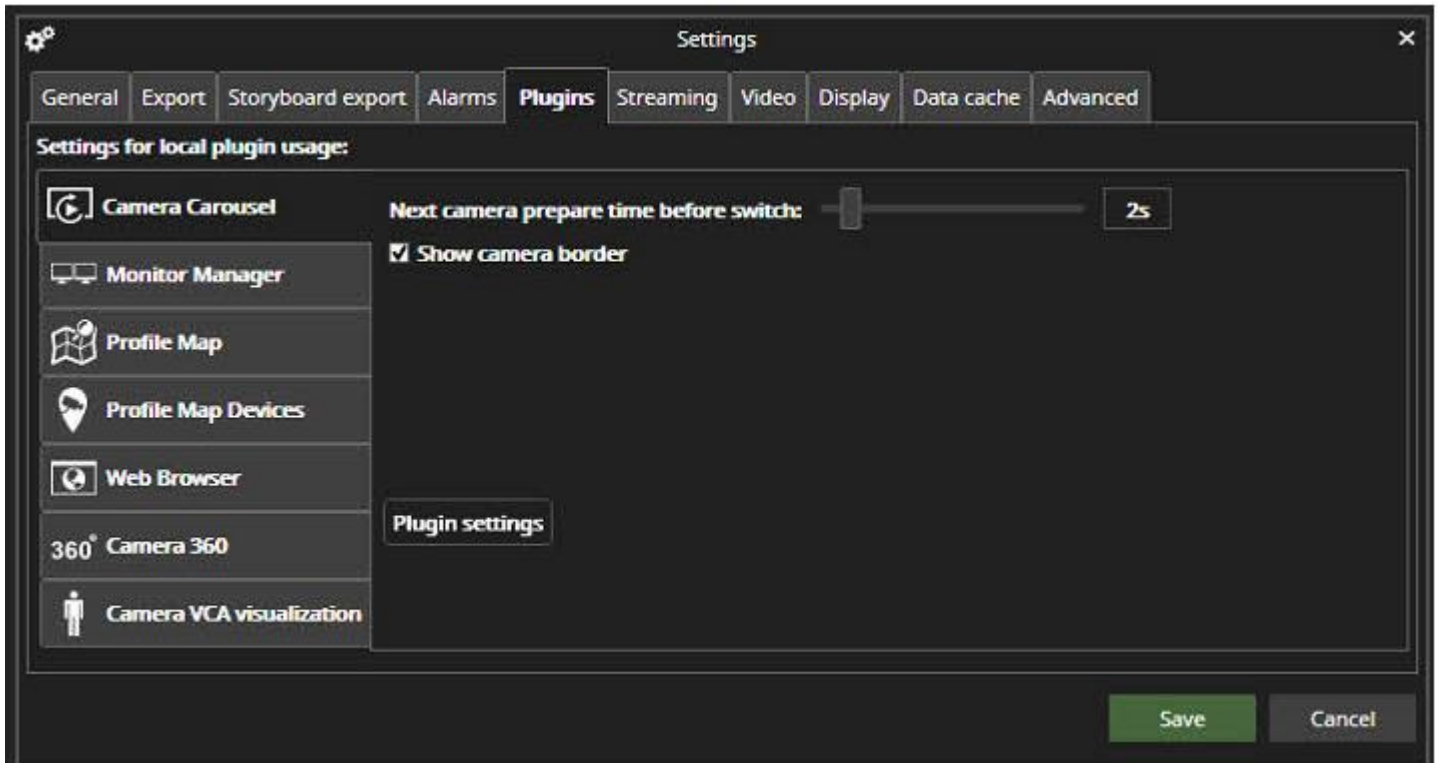 Settings
General Export Storyboard export Alarms Plugins Streaming Video Display Data cache Advanced
Settings for local plugin usage:
Camera Carousel
Next camera prepare time before switch: 2s
Show camera border
Monitor Manager
Profile Map
Profile Map Devices
Web Browser
Plugin settings
360° Camera 360
Camera VCA visualization
Save Cancel